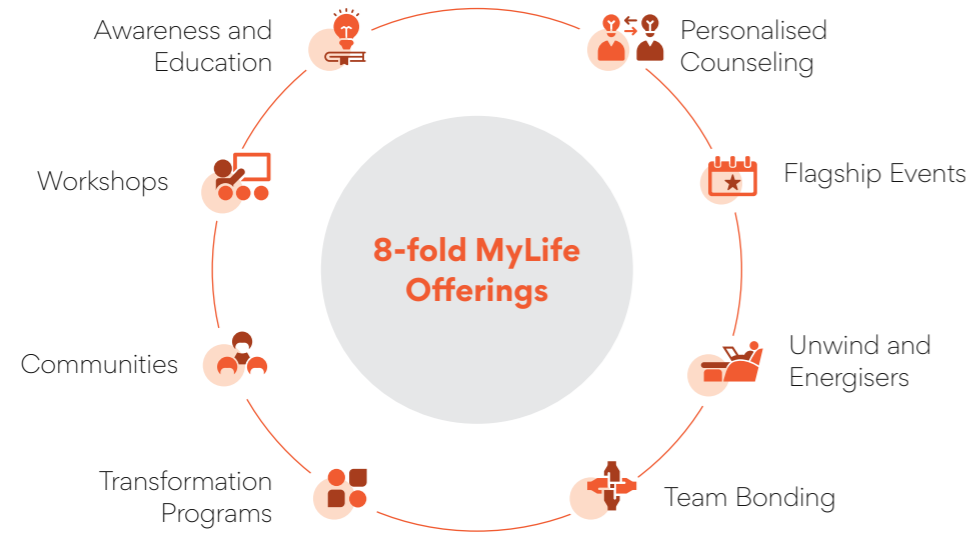 Awareness and
Education
Personalised
Counseling
Workshops
Flagship Events
8-fold MyLife
Offerings
Communities
Unwind and
Energisers
Transformation
Programs
Team Bonding